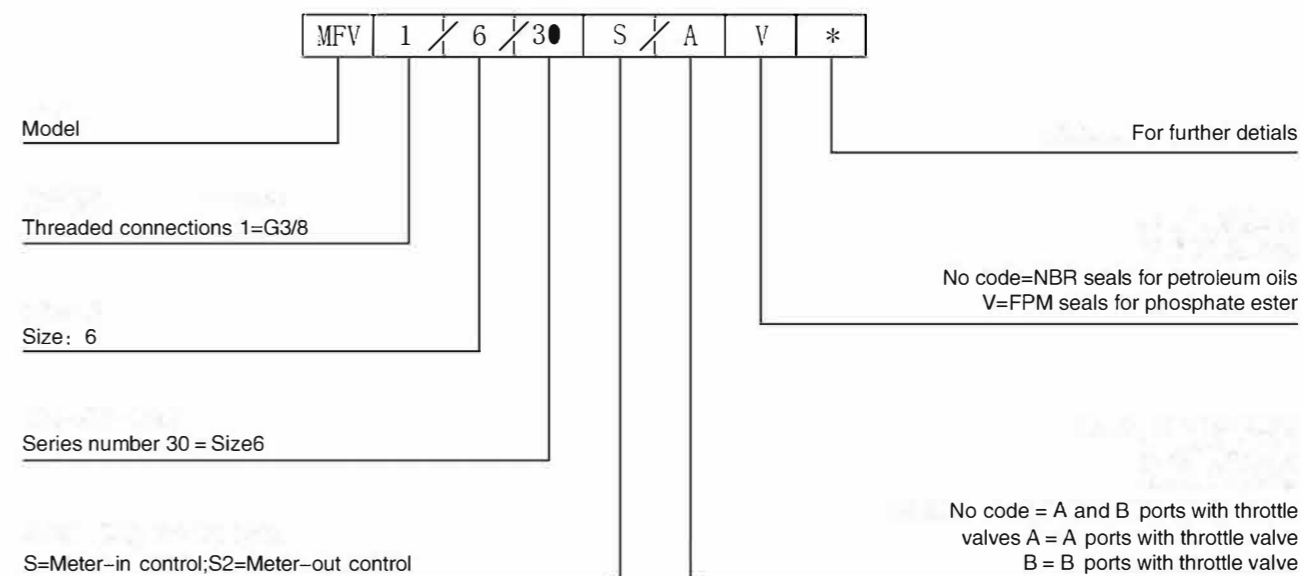 MFV 1 / 6 / 30 S / A V *
Model
For further detials
Threaded connections 1=G3/8
No code=NBR seals for petroleum oils
V=FPM seals for phosphate ester
Size: 6
Series number 30 = Size6
No code = A and B ports with throttle
valves A = A ports with throttle valve
S=Meter-in control;S2=Meter-out control
B = B ports with throttle valve